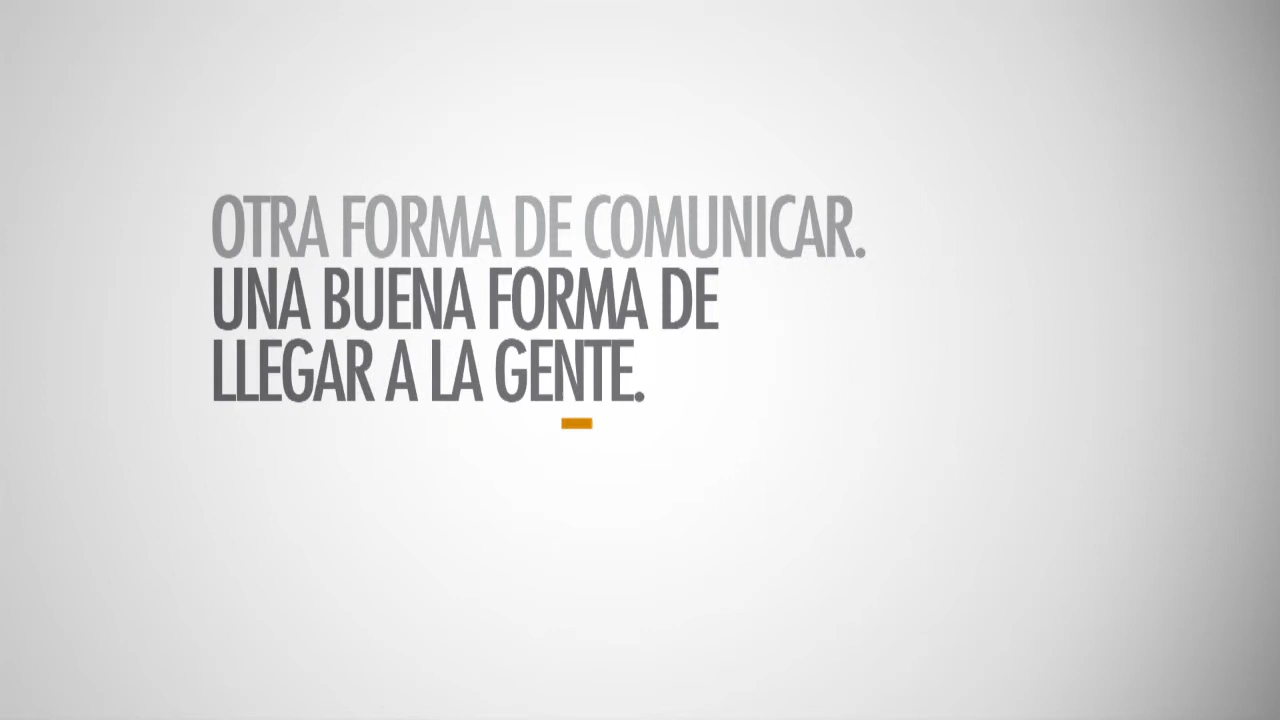 OTRA FORMA DE COMUNICAR.
UNA BUENA FORMA DE
LLEGAR A LA GENTE.